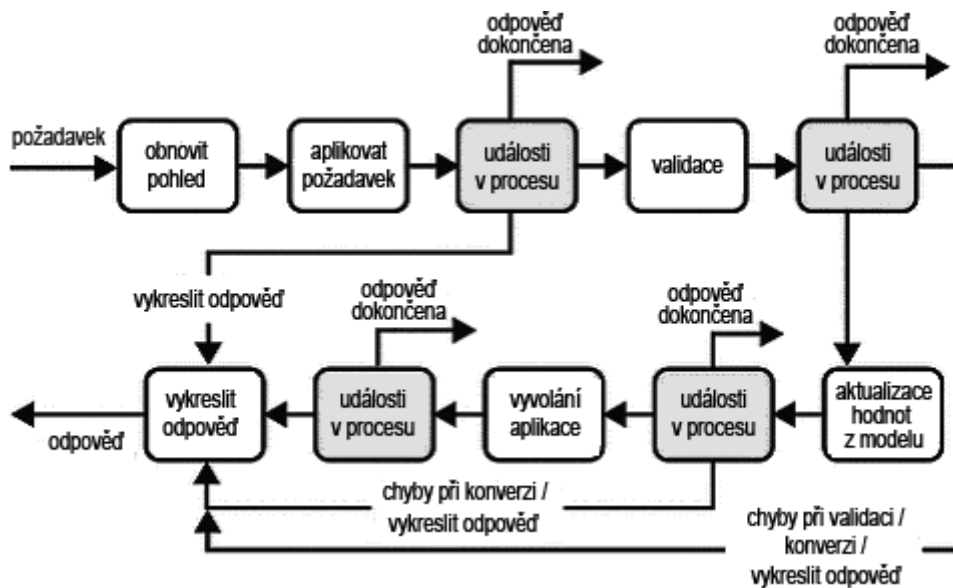 odpověď
dokončena
odpověď
dokončena
požadavek
obnovit
pohled
aplikovat
požadavek
události
v procesu
validace
události
v procesu
vykreslit odpověď
odpověď
dokončena
odpověď
dokončena
vykreslit
odpověď
události
v procesu
vyvolání
aplikace
události
v procesu
aktualizace
hodnot
z modelu
odpověď
chyby při konverzi /
vykreslit odpověď
chyby při validaci /
konverzi /
vykreslit odpověď